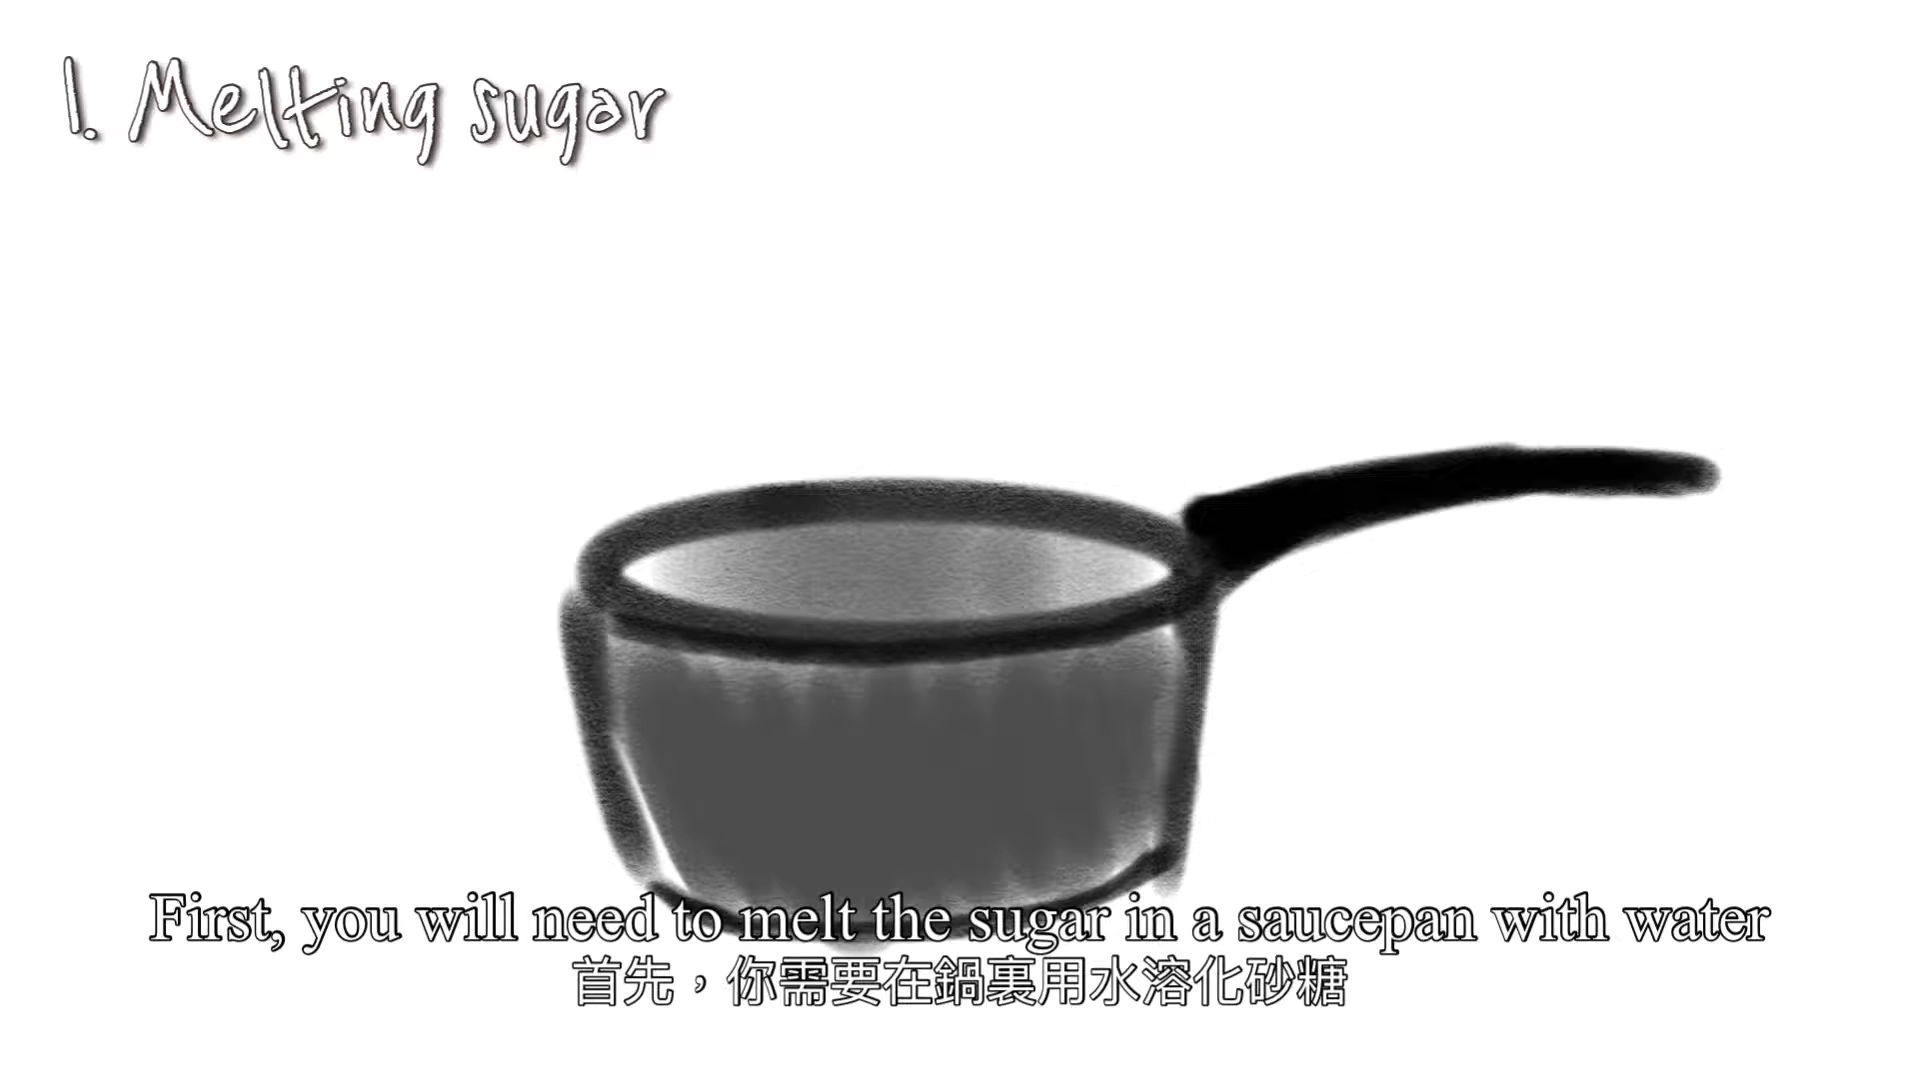 1. Melting sugar
First, you will need to melt the sugar in a saucepan with water
首先，你需要在鍋裏用水溶化砂糖